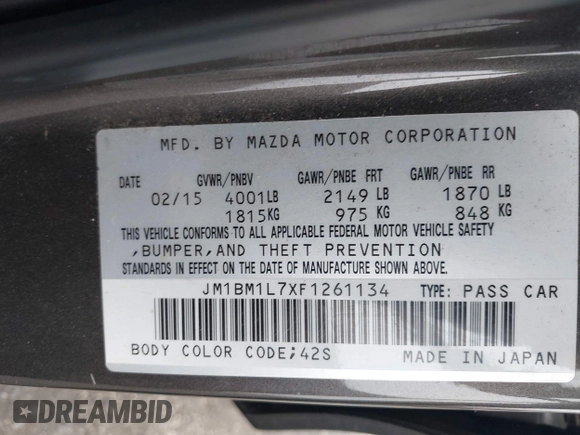 MFD. BY MAZDA MOTOR CORPORATION
DATE GVWR/PNBV GAWR/PNBE FRT GAWR/PNBE RR
02/15 4001LB 2149 LB 1870 LB
1815KG 975 KG 848 KG
THIS VEHICLE CONFORMS TO ALL APPLICABLE FEDERAL MOTOR VEHICLE SAFETY
,BUMPER,AND THEFT PREVENTION
STANDARDS IN EFFECT ON THE DATE OF MANUFACTURE SHOWN ABOVE.
JM1BM1L7XF1261134 TYPE: PASS CAR
BODY COLOR CODE;42S MADE IN JAPAN
DREAMBID